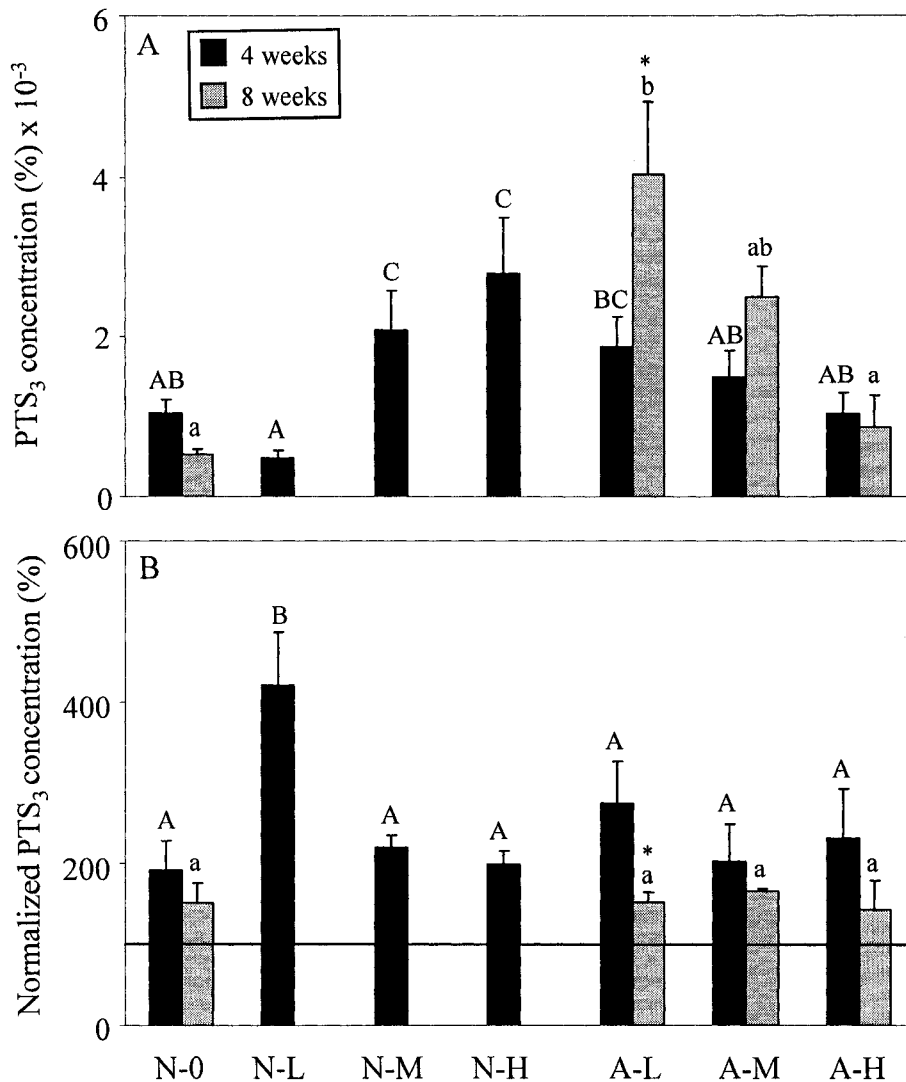 A
4 weeks
8 weeks
PTS₃ concentration (%) x 10⁻³
6
4
2
0
AB
a
A
C
C
BC
*
b
AB
ab
AB
a
B
Normalized PTS₃ concentration (%)
600
400
200
0
A
a
B
A
A
A
*
a
A
a
A
a
N-0 N-L N-M N-H A-L A-M A-H